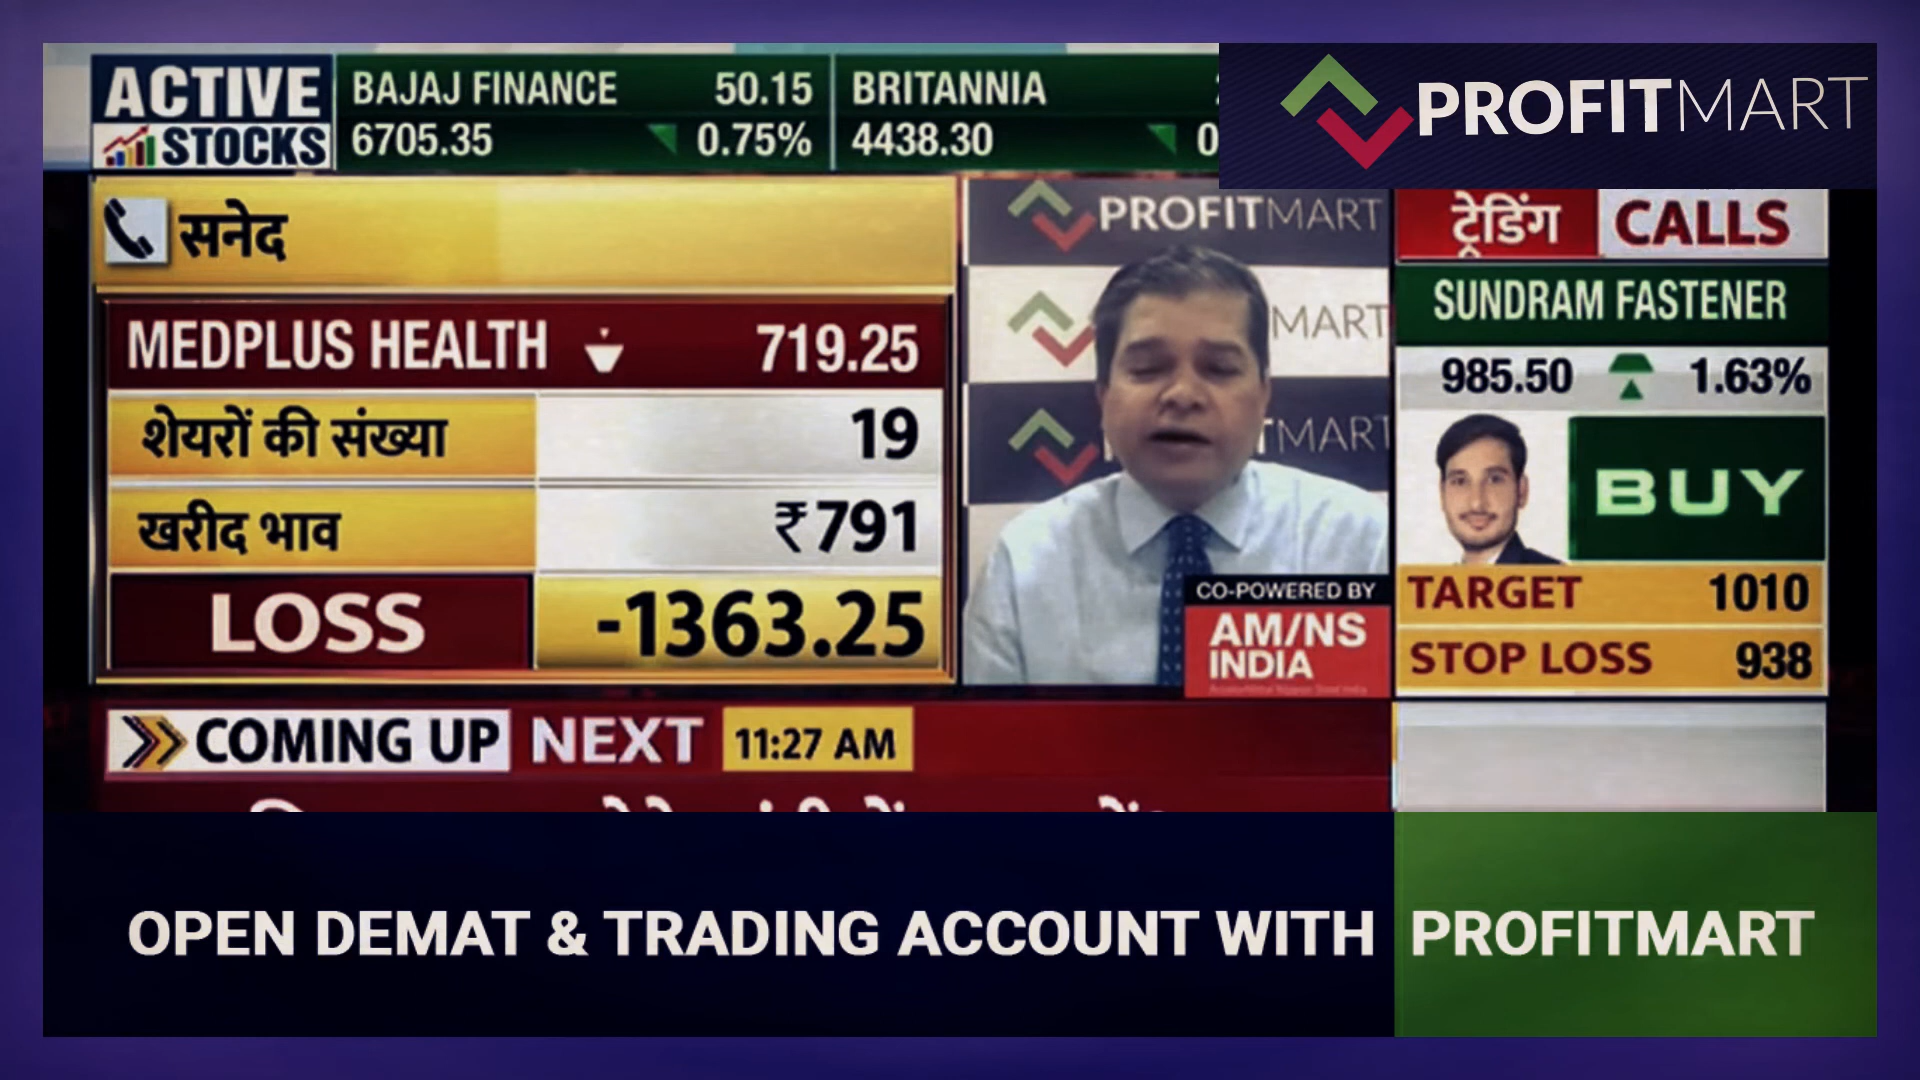 ACTIVE
STOCKS
BAJAJ FINANCE 50.15
6705.35 0.75%
BRITANNIA
4438.30
PROFITMART
सनेद
MEDPLUS HEALTH 719.25
शेयरों की संख्या 19
खरीद भाव ₹791
LOSS -1363.25
PROFITMART
MART
MART
CO-POWERED BY
AM/NS
INDIA
ट्रेडिंग CALLS
SUNDRAM FASTENER
985.50 1.63%
BUY
TARGET 1010
STOP LOSS 938
COMING UP NEXT 11:27 AM
OPEN DEMAT & TRADING ACCOUNT WITH PROFITMART